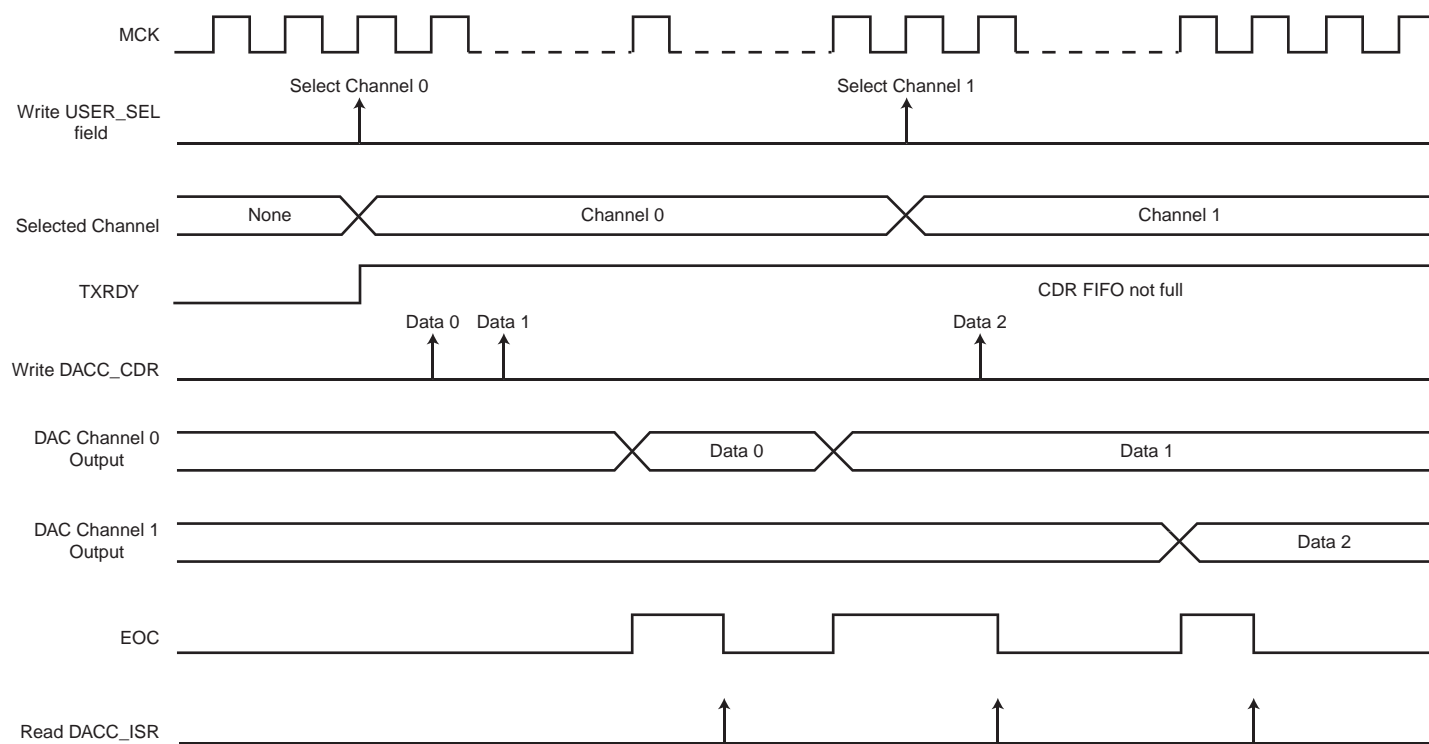 MCK
Select Channel 0
Select Channel 1
Write USER_SEL
field
Selected Channel
None
Channel 0
Channel 1
TXRDY
CDR FIFO not full
Data 0
Data 1
Data 2
Write DACC_CDR
DAC Channel 0
Output
Data 0
Data 1
DAC Channel 1
Output
Data 2
EOC
Read DACC_ISR